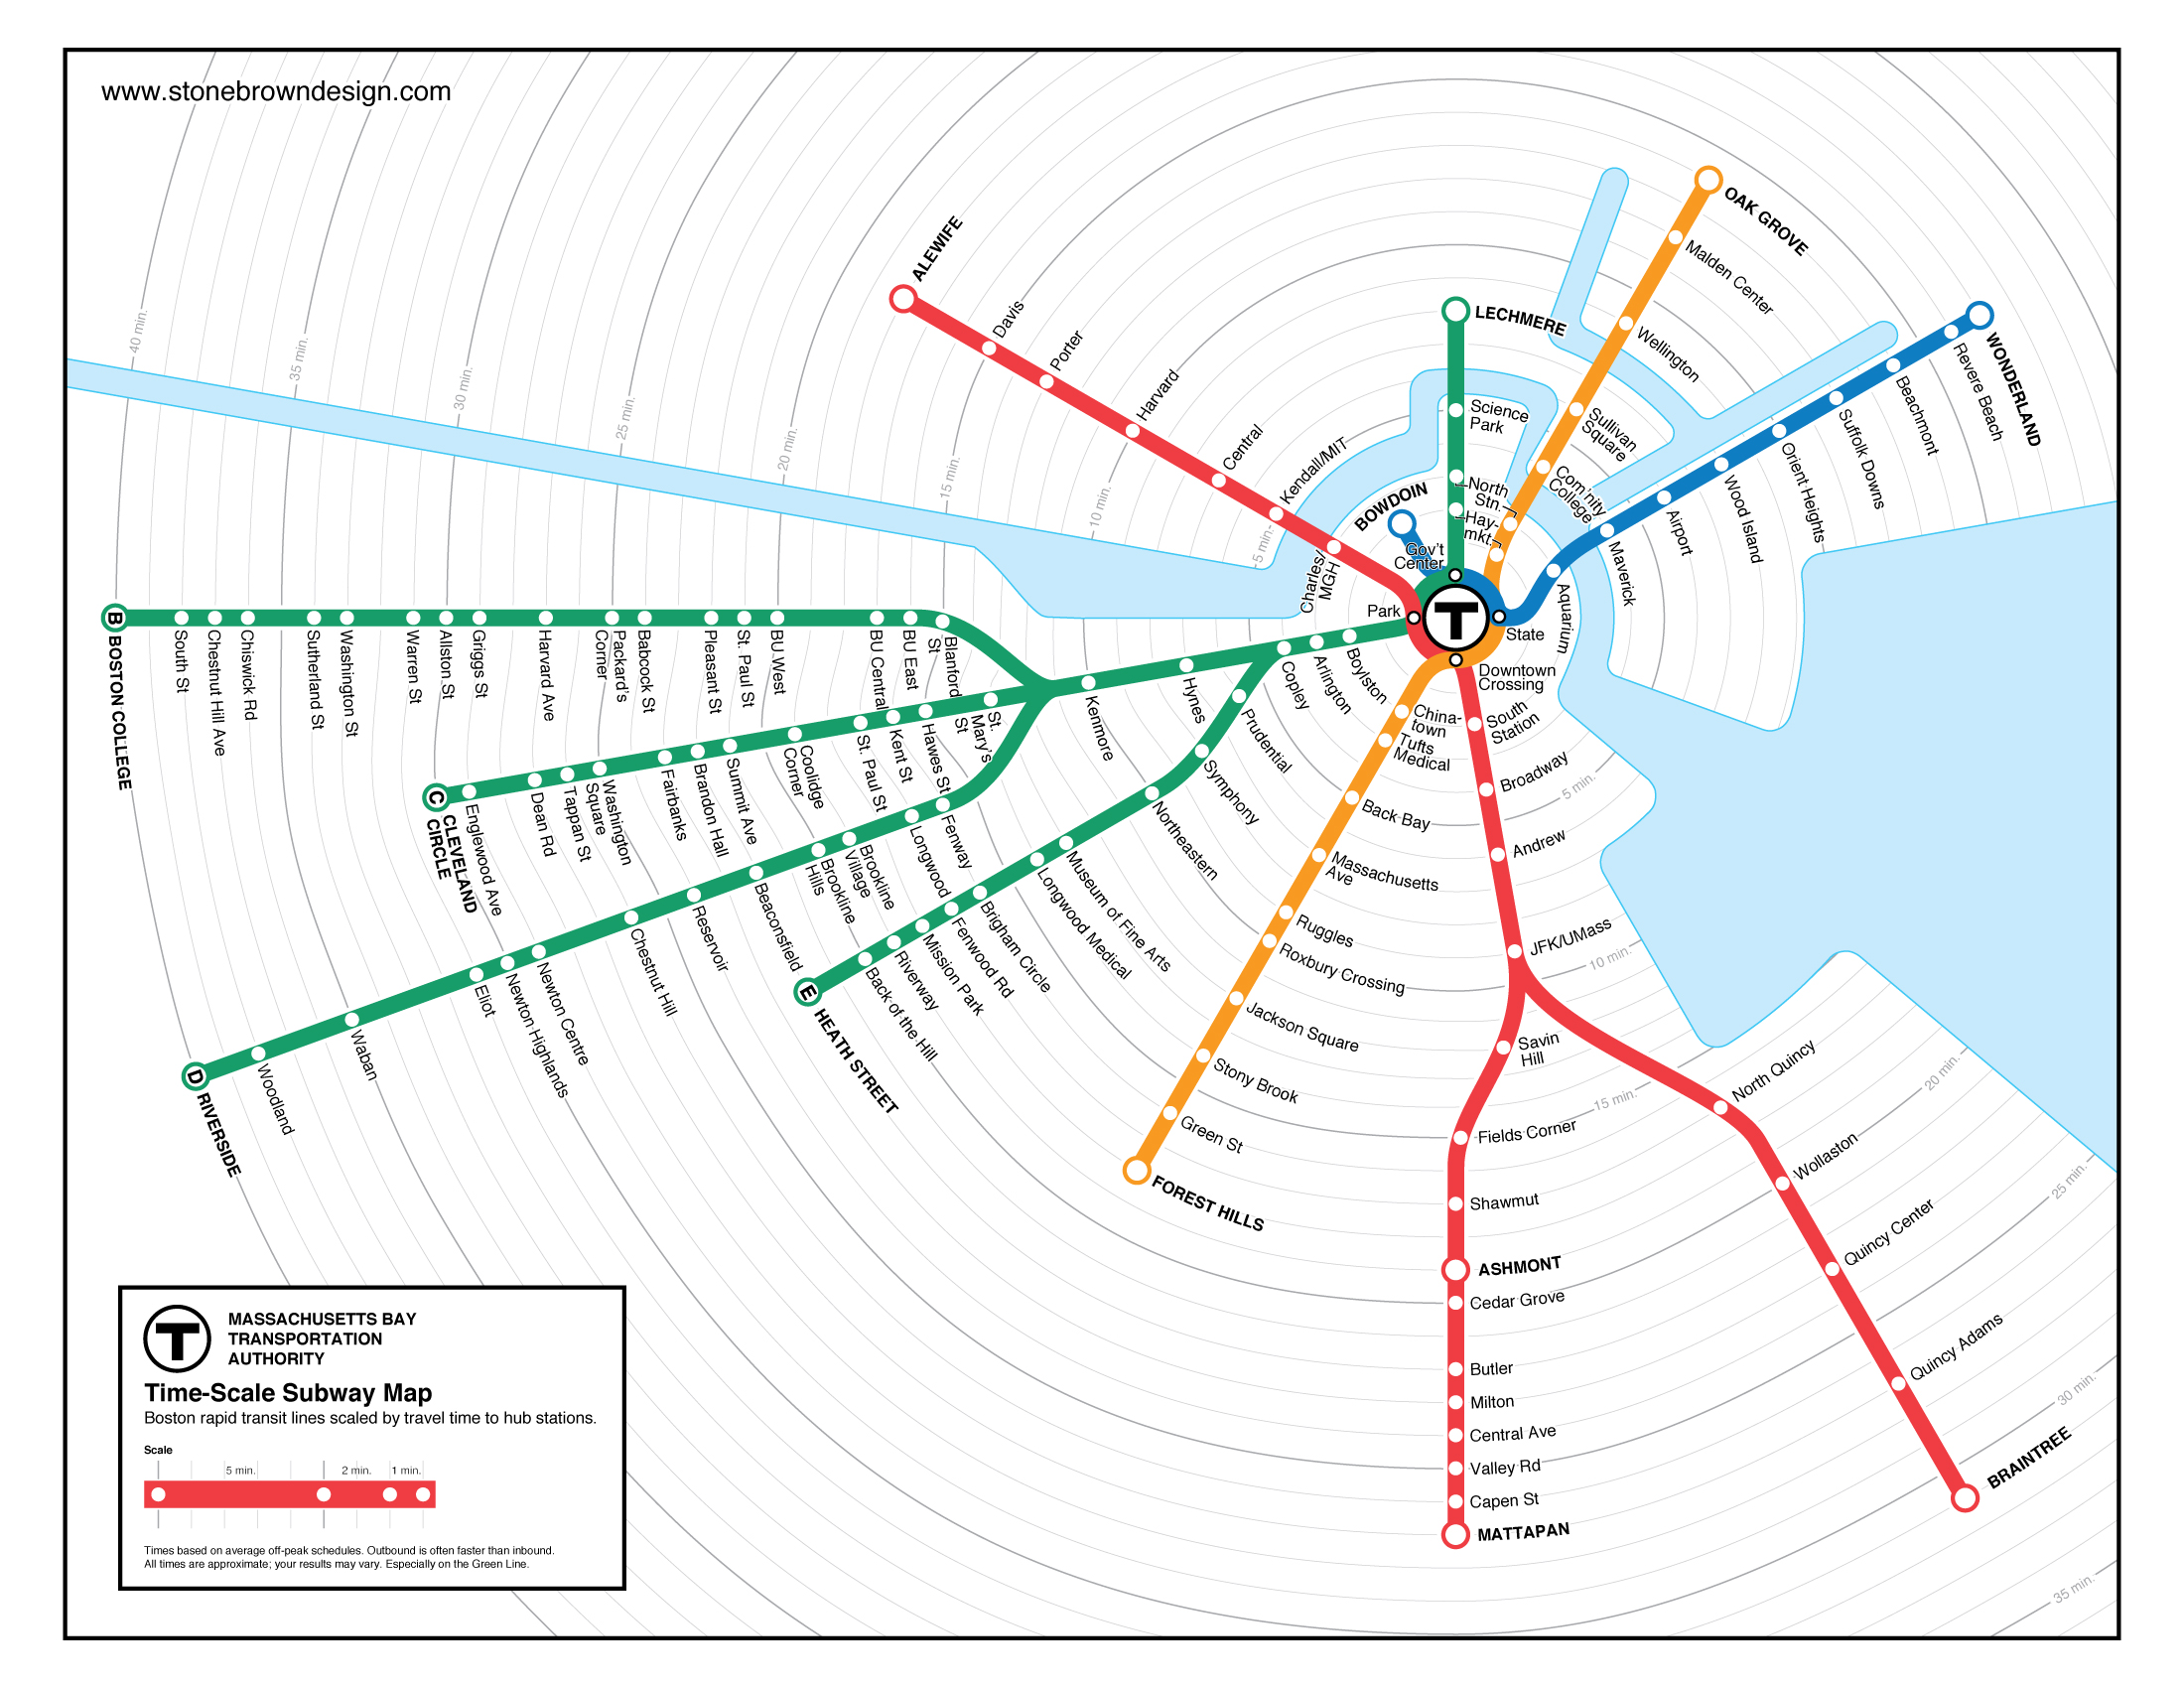 www.stonebrowndesign.com
40 min.
35 min.
30 min.
25 min.
20 min.
15 min.
10 min.
5 min.
ALEWIFE
Davis
Porter
Harvard
Central
Kendall/MIT
Charles/
MGH
Park
OAK GROVE
Malden Center
Wellington
Sullivan
Square
Com'nity
College
LECHMERE
Science
Park
North
Stn.
Hay-
mkt.
BOWDOIN
Gov't
Center
T
State
Downtown
Crossing
WONDERLAND
Revere Beach
Beachmont
Suffolk Downs
Orient Heights
Wood Island
Airport
Maverick
Aquarium
B
BOSTON COLLEGE
South St
Chestnut Hill Ave
Chiswick Rd
Sutherland St
Washington St
Warren St
Allston St
Griggs St
Harvard Ave
Packard's
Corner
Babcock St
Pleasant St
St. Paul St
BU West
BU Central
BU East
Blanford
St
C
CLEVELAND
CIRCLE
Englewood Ave
Dean Rd
Tappan St
Washington
Square
Fairbanks
Brandon Hall
Summit Ave
Coolidge
Corner
St. Paul St
Kent St
Hawes St
St.
Mary's
St
Kenmore
Hynes
Copley
Arlington
Boylston
D
RIVERSIDE
Woodland
Waban
Eliot
Newton Highlands
Newton Centre
Chestnut Hill
Reservoir
Beaconsfield
Brookline
Hills
Brookline
Village
Longwood
Fenway
E
HEATH STREET
Back of the Hill
Riverway
Mission Park
Fenwood Rd
Brigham Circle
Longwood Medical
Museum of Fine Arts
Northeastern
Symphony
Prudential
China-
town
Tufts
Medical
Back Bay
Massachusetts
Ave
Ruggles
Roxbury Crossing
Jackson Square
Stony Brook
Green St
FOREST HILLS
South
Station
Broadway
Andrew
JFK/UMass
Savin
Hill
Fields Corner
Shawmut
ASHMONT
Cedar Grove
Butler
Milton
Central Ave
Valley Rd
Capen St
MATTAPAN
North Quincy
Wollaston
Quincy Center
Quincy Adams
BRAINTREE
5 min.
10 min.
15 min.
20 min.
25 min.
30 min.
35 min.
T
MASSACHUSETTS BAY
TRANSPORTATION
AUTHORITY
Time-Scale Subway Map
Boston rapid transit lines scaled by travel time to hub stations.
Scale
5 min. 2 min. 1 min.
Times based on average off-peak schedules. Outbound is often faster than inbound.
All times are approximate; your results may vary. Especially on the Green Line.